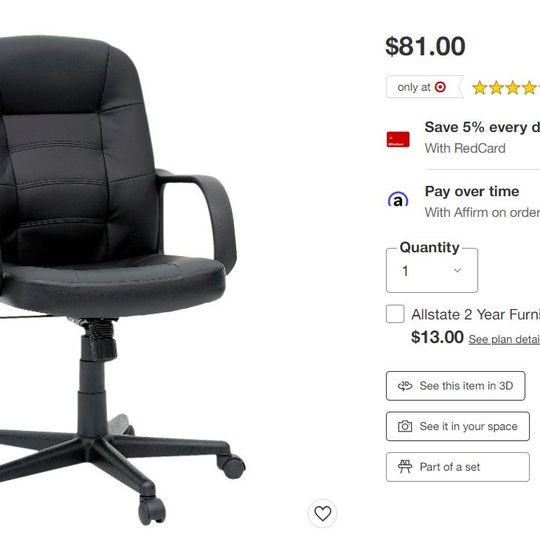 $81.00
only at
Save 5% every d
With RedCard
a
Pay over time
With Affirm on order
Quantity
1
Allstate 2 Year Furni
$13.00 See plan detai
See this item in 3D
See it in your space
Part of a set